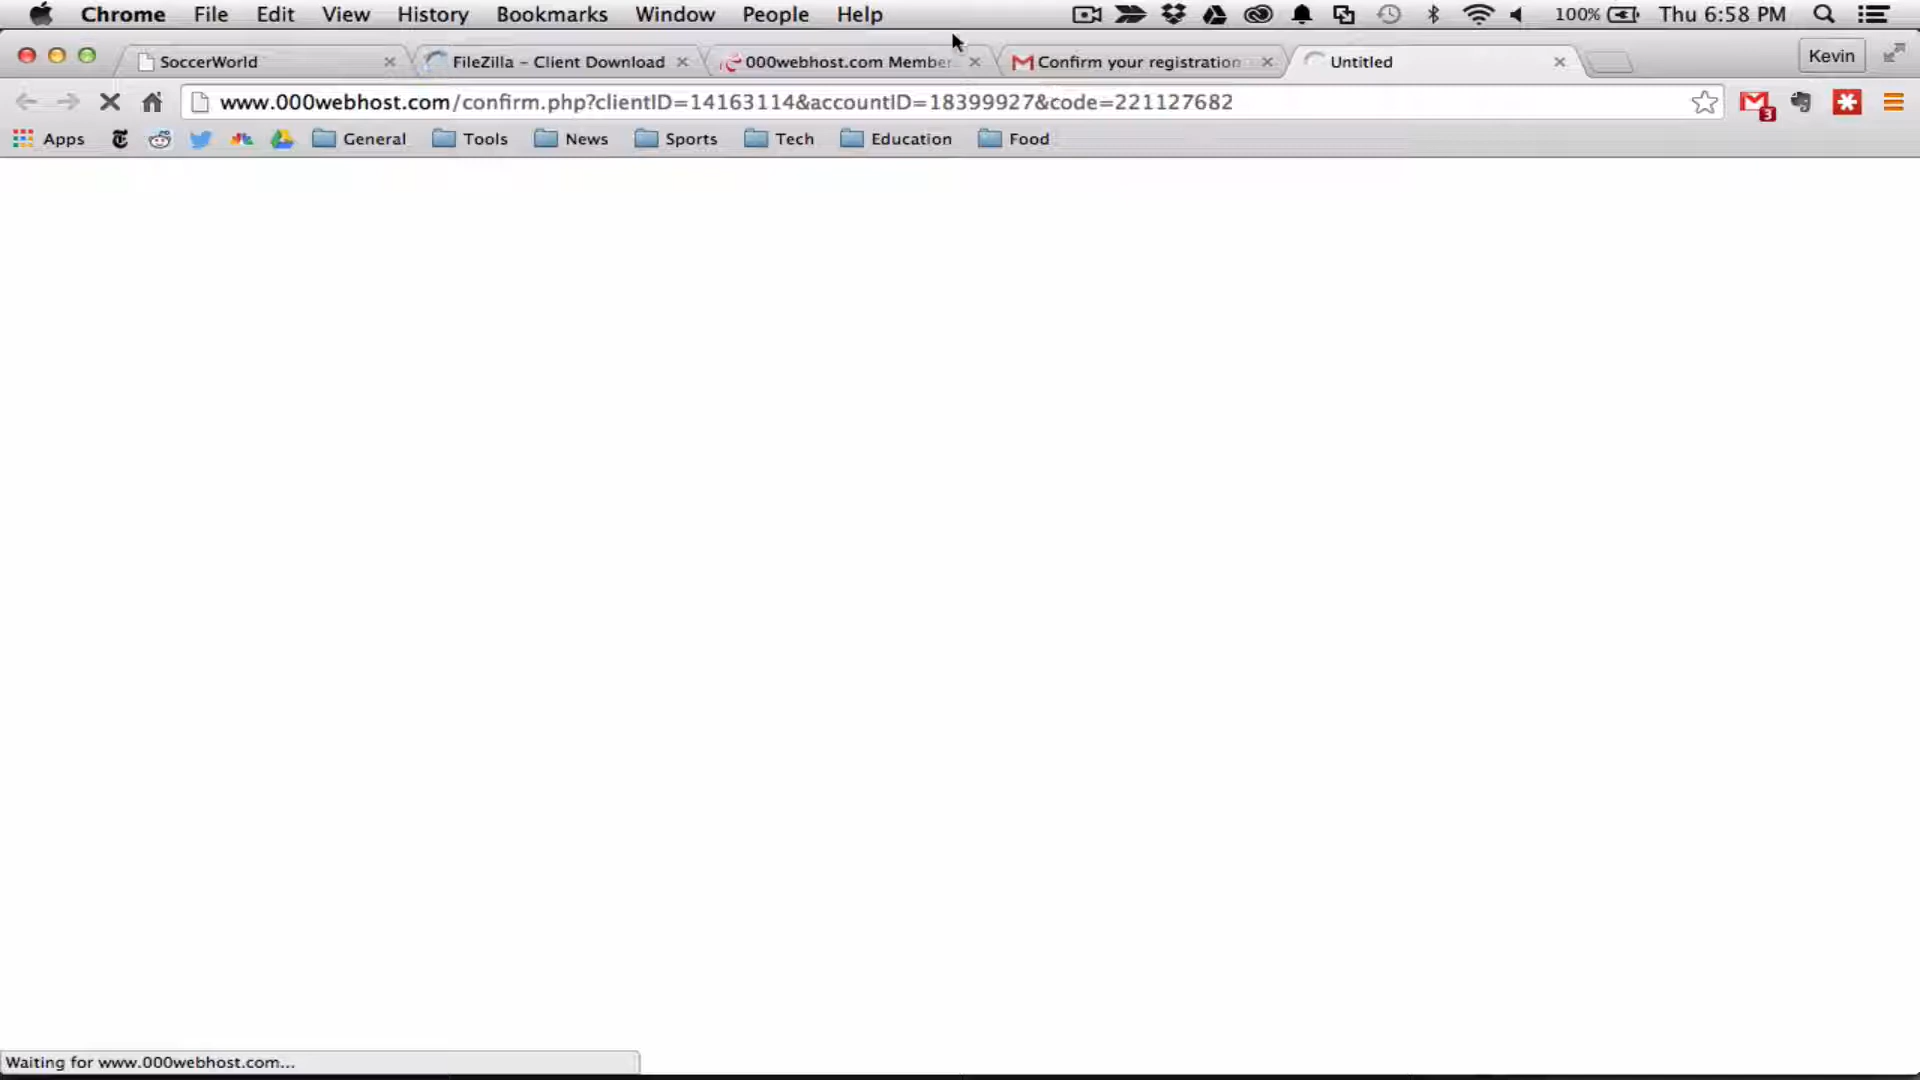 Chrome File Edit View History Bookmarks Window People Help 100% Thu 6:58 PM
SoccerWorld FileZilla - Client Download 000webhost.com Member Confirm your registration Untitled Kevin
www.000webhost.com/confirm.php?clientID=14163114&accountID=18399927&code=221127682 3
Apps General Tools News Sports Tech Education Food
Waiting for www.000webhost.com...